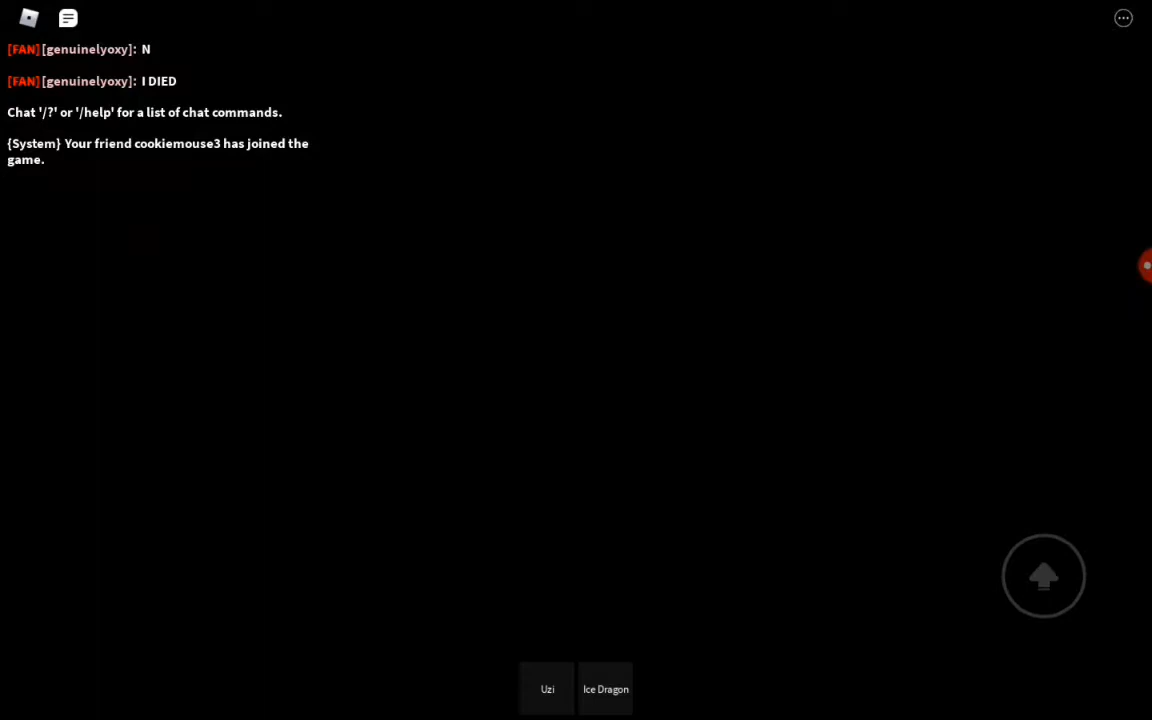 [FAN][genuinelyoxy]: N
[FAN][genuinelyoxy]: I DIED
Chat '/?' or '/help' for a list of chat commands.
{System} Your friend cookiemouse3 has joined the
game.
Uzi
Ice Dragon